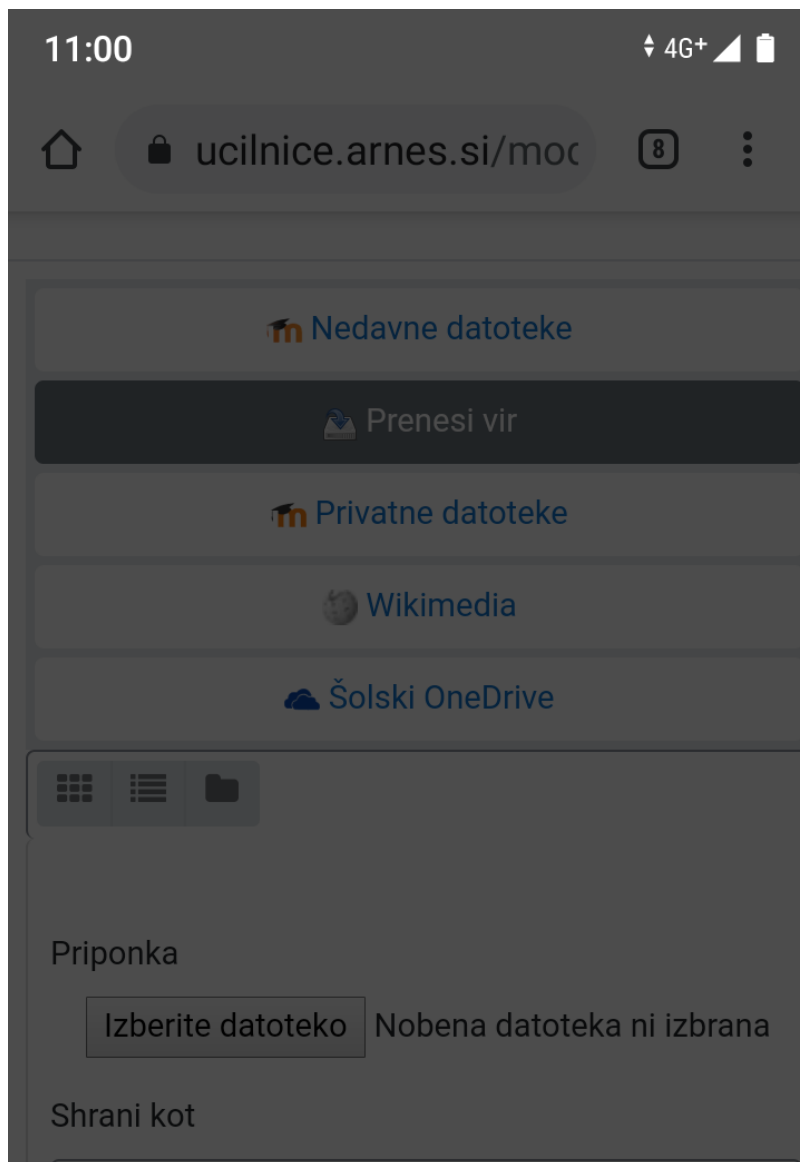 11:00 4G+
ucilnice.arnes.si/moc 8
Nedavne datoteke
Prenesi vir
Privatne datoteke
Wikimedia
Šolski OneDrive
Priponka
Izberite datoteko Nobena datoteka ni izbrana
Shrani kot